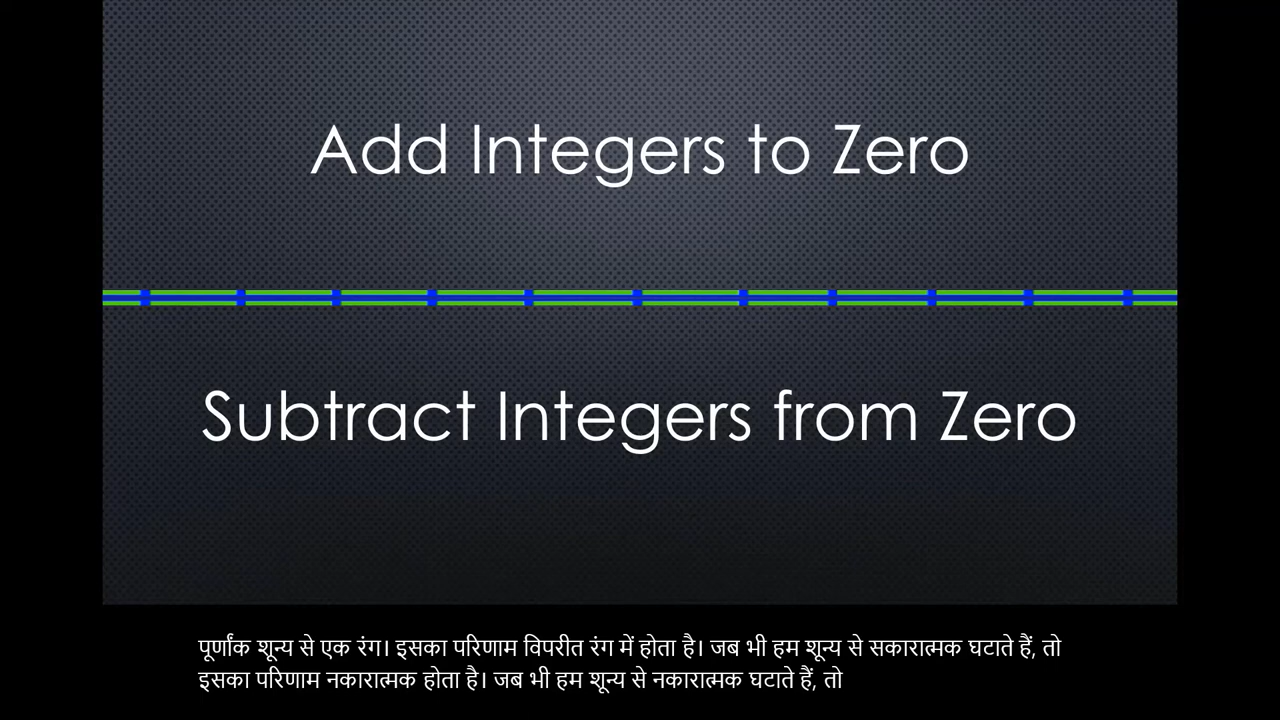 Add Integers to Zero
Subtract Integers from Zero
पूर्णांक शून्य से एक रंग। इसका परिणाम विपरीत रंग में होता है। जब भी हम शून्य से सकारात्मक घटाते हैं, तो
इसका परिणाम नकारात्मक होता है। जब भी हम शून्य से नकारात्मक घटाते हैं, तो